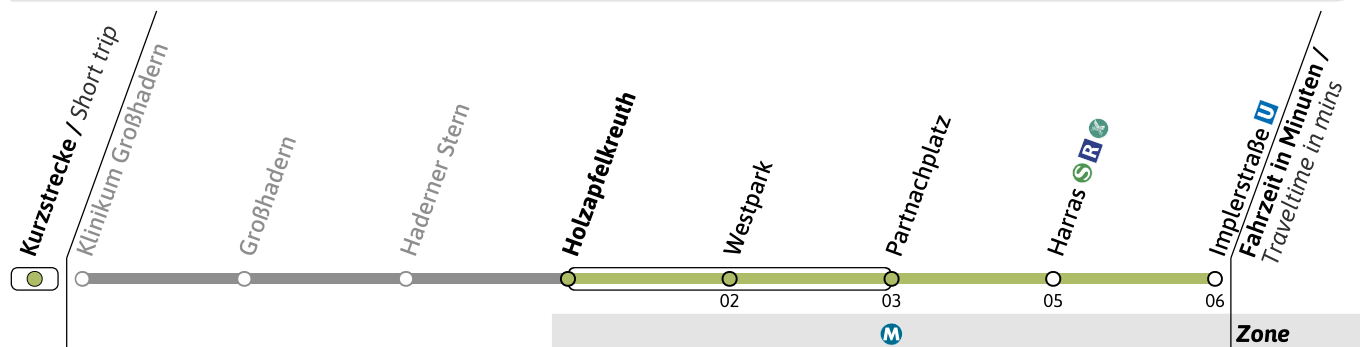 Kurzstrecke / Short trip
Klinikum Großhadern
Großhadern
Haderner Stern
Holzapfelkreuth
Westpark
Partnachplatz
Harras S R
Implerstraße U
Fahrzeit in Minuten /
Traveltime in mins
02 03 05 06
M Zone